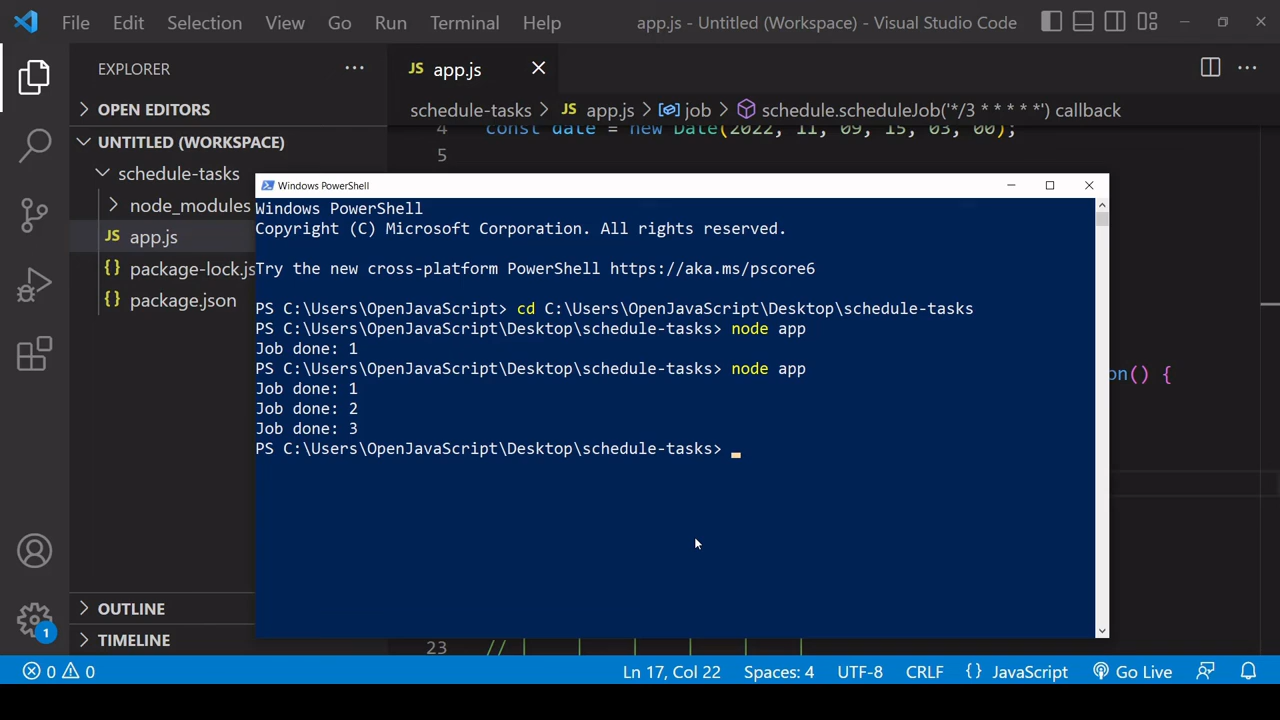 File Edit Selection View Go Run Terminal Help app.js - Untitled (Workspace) - Visual Studio Code
EXPLORER
JS app.js
OPEN EDITORS
schedule-tasks > JS app.js > job > schedule.scheduleJob('*/3 * * * * *') callback
4 const date = new Date(2022, 11, 09, 15, 03, 00);
UNTITLED (WORKSPACE)
5
schedule-tasks
node_modules
JS app.js
{} package-lock.js
{} package.json
Windows PowerShell
Windows PowerShell
Copyright (C) Microsoft Corporation. All rights reserved.
Try the new cross-platform PowerShell https://aka.ms/pscore6
PS C:\Users\OpenJavaScript> cd C:\Users\OpenJavaScript\Desktop\schedule-tasks
PS C:\Users\OpenJavaScript\Desktop\schedule-tasks> node app
Job done: 1
PS C:\Users\OpenJavaScript\Desktop\schedule-tasks> node app
Job done: 1
Job done: 2
Job done: 3
PS C:\Users\OpenJavaScript\Desktop\schedule-tasks>
on() {
OUTLINE
TIMELINE
23 // | | | | | |
1
0 0 Ln 17, Col 22 Spaces: 4 UTF-8 CRLF {} JavaScript Go Live